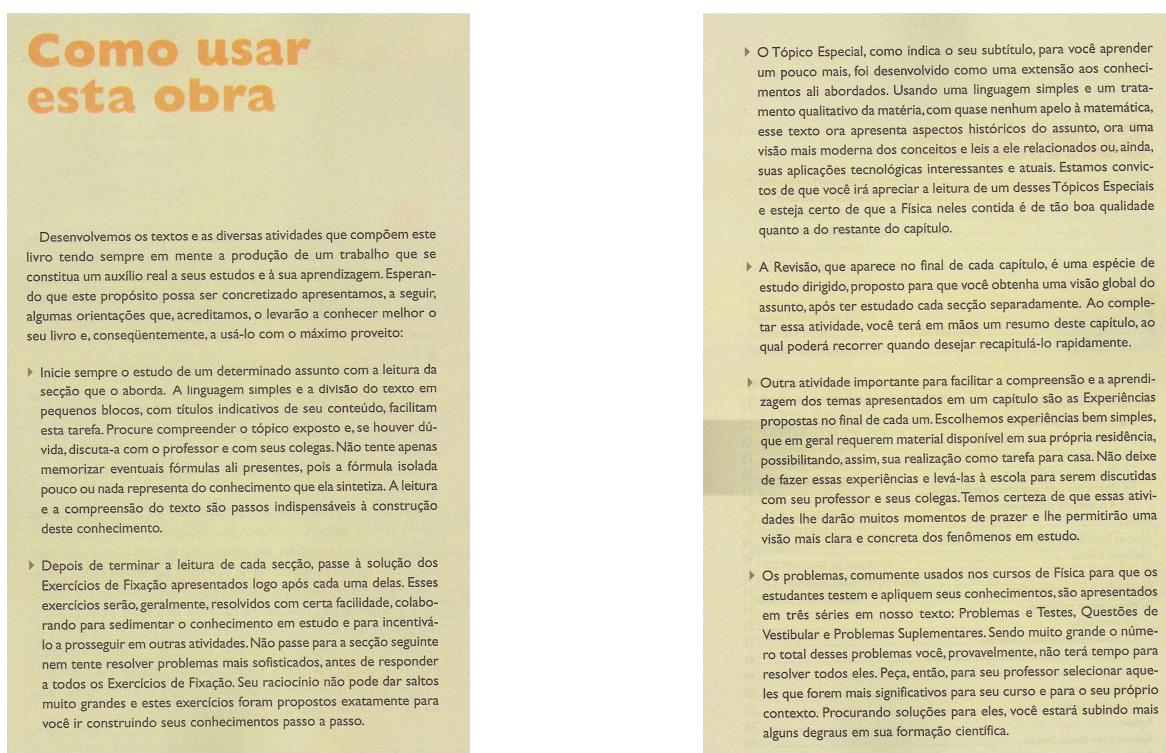 Como usar
esta obra
Desenvolvemos os textos e as diversas atividades que compõem este
livro tendo sempre em mente a produção de um trabalho que se
constitua um auxílio real a seus estudos e à sua aprendizagem. Esperan-
do que este propósito possa ser concretizado apresentamos, a seguir,
algumas orientações que, acreditamos, o levarão a conhecer melhor o
seu livro e, conseqüentemente, a usá-lo com o máximo proveito:
Inicie sempre o estudo de um determinado assunto com a leitura da
secção que o aborda. A linguagem simples e a divisão do texto em
pequenos blocos, com títulos indicativos de seu conteúdo, facilitam
esta tarefa. Procure compreender o tópico exposto e, se houver dú-
vida, discuta-a com o professor e com seus colegas. Não tente apenas
memorizar eventuais fórmulas ali presentes, pois a fórmula isolada
pouco ou nada representa do conhecimento que ela sintetiza. A leitura
e a compreensão do texto são passos indispensáveis à construção
deste conhecimento.
Depois de terminar a leitura de cada secção, passe à solução dos
Exercícios de Fixação apresentados logo após cada uma delas. Esses
exercícios serão, geralmente, resolvidos com certa facilidade, colabo-
rando para sedimentar o conhecimento em estudo e para incentivá-
lo a prosseguir em outras atividades. Não passe para a secção seguinte
nem tente resolver problemas mais sofisticados, antes de responder
a todos os Exercícios de Fixação. Seu raciocínio não pode dar saltos
muito grandes e estes exercícios foram propostos exatamente para
você ir construindo seus conhecimentos passo a passo.
O Tópico Especial, como indica o seu subtítulo, para você aprender
um pouco mais, foi desenvolvido como uma extensão aos conheci-
mentos ali abordados. Usando uma linguagem simples e um trata-
mento qualitativo da matéria, com quase nenhum apelo à matemática,
esse texto ora apresenta aspectos históricos do assunto, ora uma
visão mais moderna dos conceitos e leis a ele relacionados ou, ainda,
suas aplicações tecnológicas interessantes e atuais. Estamos convic-
tos de que você irá apreciar a leitura de um desses Tópicos Especiais
e esteja certo de que a Física neles contida é de tão boa qualidade
quanto a do restante do capítulo.
A Revisão, que aparece no final de cada capítulo, é uma espécie de
estudo dirigido, proposto para que você obtenha uma visão global do
assunto, após ter estudado cada secção separadamente. Ao comple-
tar essa atividade, você terá em mãos um resumo deste capítulo, ao
qual poderá recorrer quando desejar recapitulá-lo rapidamente.
Outra atividade importante para facilitar a compreensão e a aprendi-
zagem dos temas apresentados em um capítulo são as Experiências
propostas no final de cada um. Escolhemos experiências bem simples,
que em geral requerem material disponível em sua própria residência,
possibilitando, assim, sua realização como tarefa para casa. Não deixe
de fazer essas experiências e levá-las à escola para serem discutidas
com seu professor e seus colegas. Temos certeza de que essas ativi-
dades lhe darão muitos momentos de prazer e lhe permitirão uma
visão mais clara e concreta dos fenômenos em estudo.
Os problemas, comumente usados nos cursos de Física para que os
estudantes testem e apliquem seus conhecimentos, são apresentados
em três séries em nosso texto: Problemas e Testes, Questões de
Vestibular e Problemas Suplementares. Sendo muito grande o núme-
ro total desses problemas você, provavelmente, não terá tempo para
resolver todos eles. Peça, então, para seu professor selecionar aque-
les que forem mais significativos para seu curso e para o seu próprio
contexto. Procurando soluções para eles, você estará subindo mais
alguns degraus em sua formação científica.